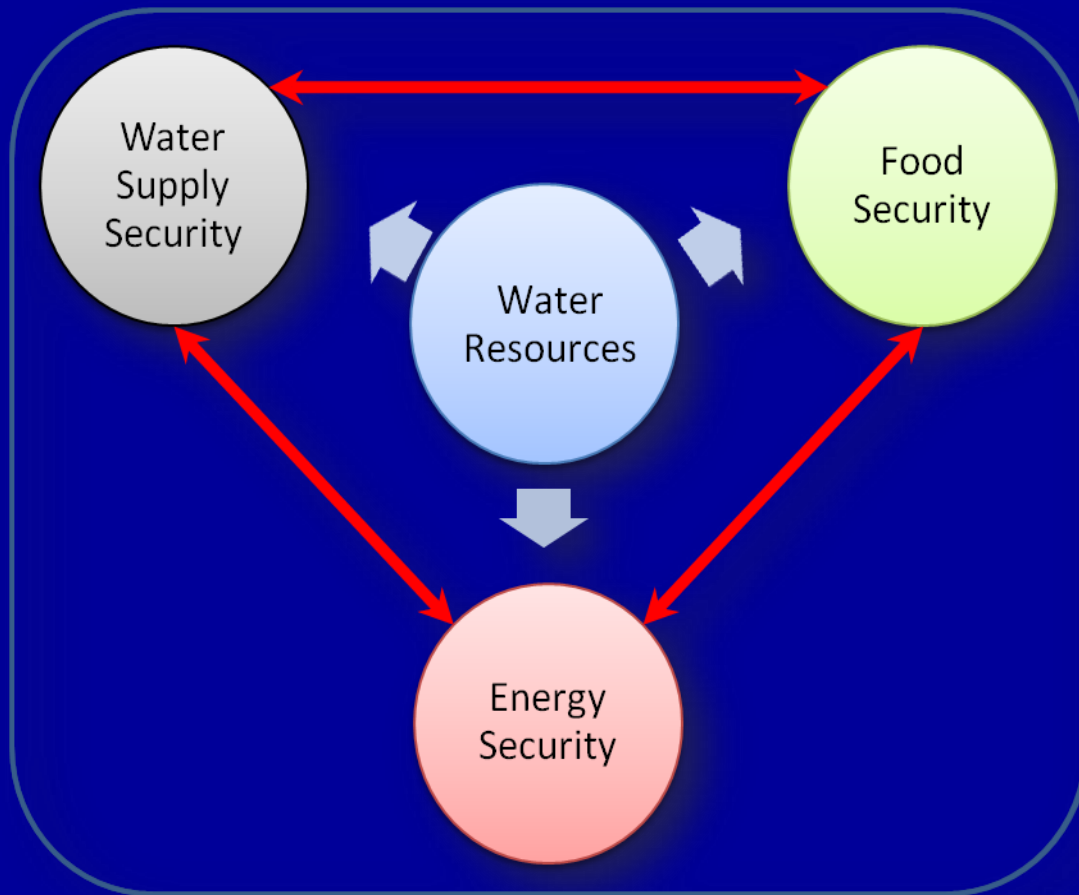 Water
Supply
Security
Food
Security
Water
Resources
Energy
Security